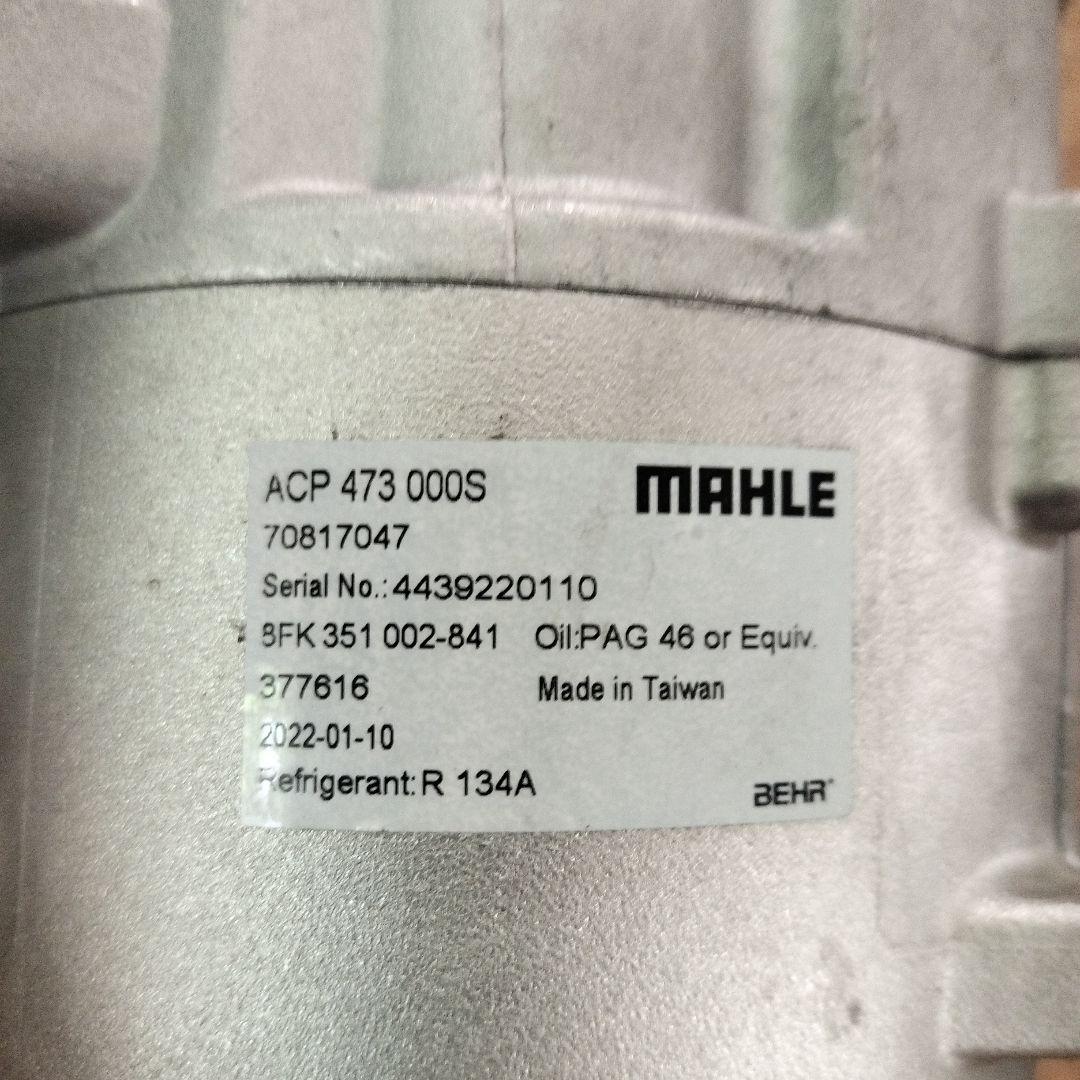 ACP 473 000S
MAHLE
70817047
Serial No.: 4439220110
8FK 351 002-841 Oil:PAG 46 or Equiv.
377616 Made in Taiwan
2022-01-10
Refrigerant: R 134A
BEHR®